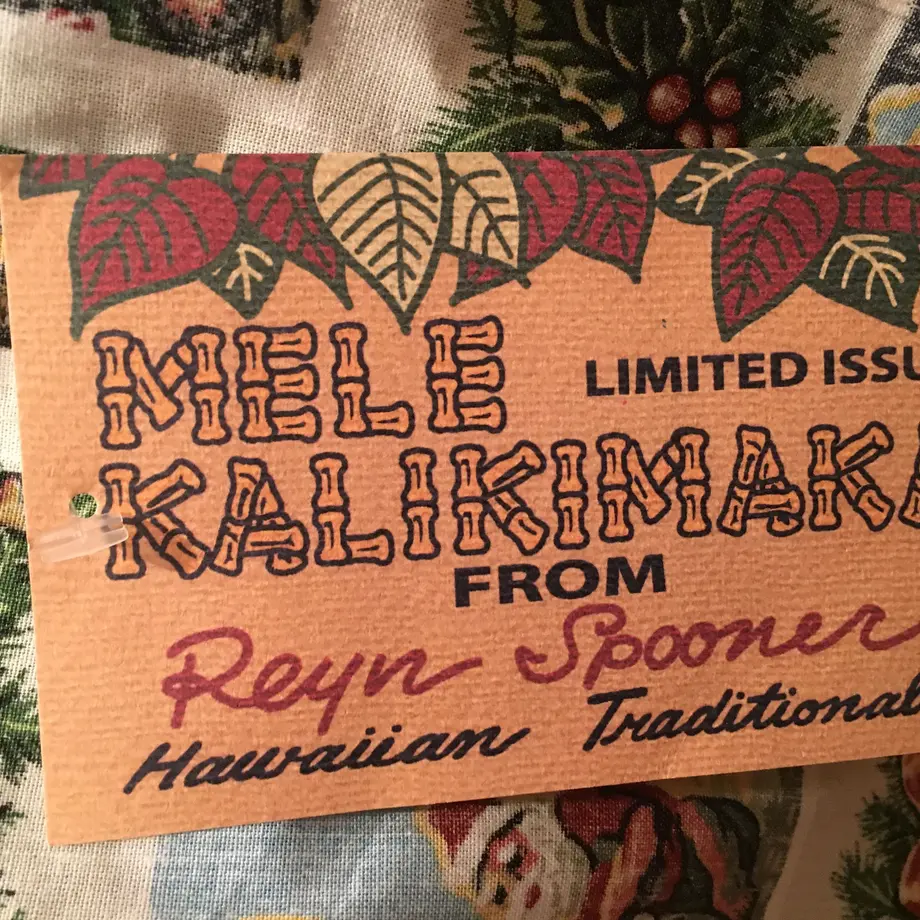 MELE
LIMITED ISSU
KALIKIMAKA
FROM
Reyn Spooner
Hawaiian Traditional